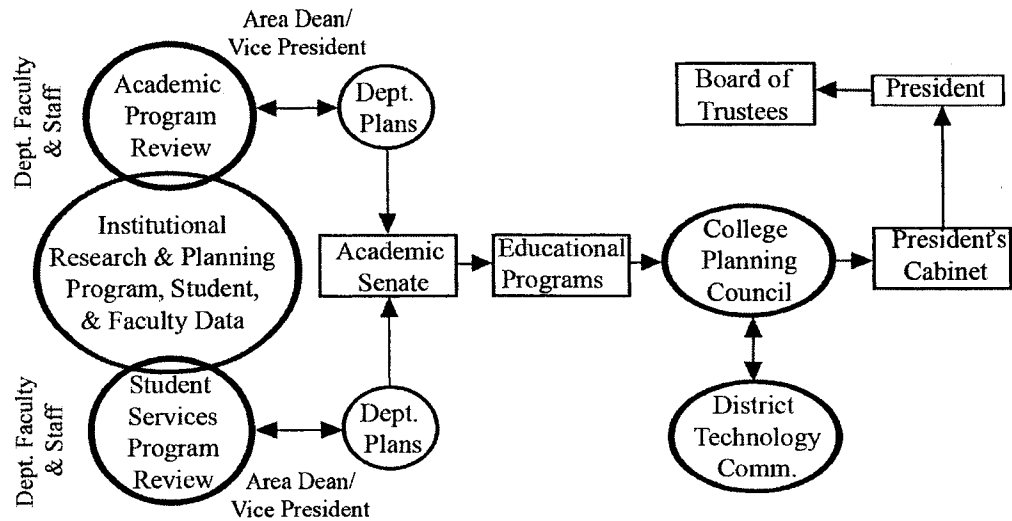 Area Dean/
Vice President
Dept. Faculty
& Staff
Academic
Program
Review
Dept.
Plans
Board of
Trustees
President
Institutional
Research & Planning
Program, Student,
& Faculty Data
Academic
Senate
Educational
Programs
College
Planning
Council
President's
Cabinet
Dept. Faculty
& Staff
Student
Services
Program
Review
Dept.
Plans
District
Technology
Comm.
Area Dean/
Vice President